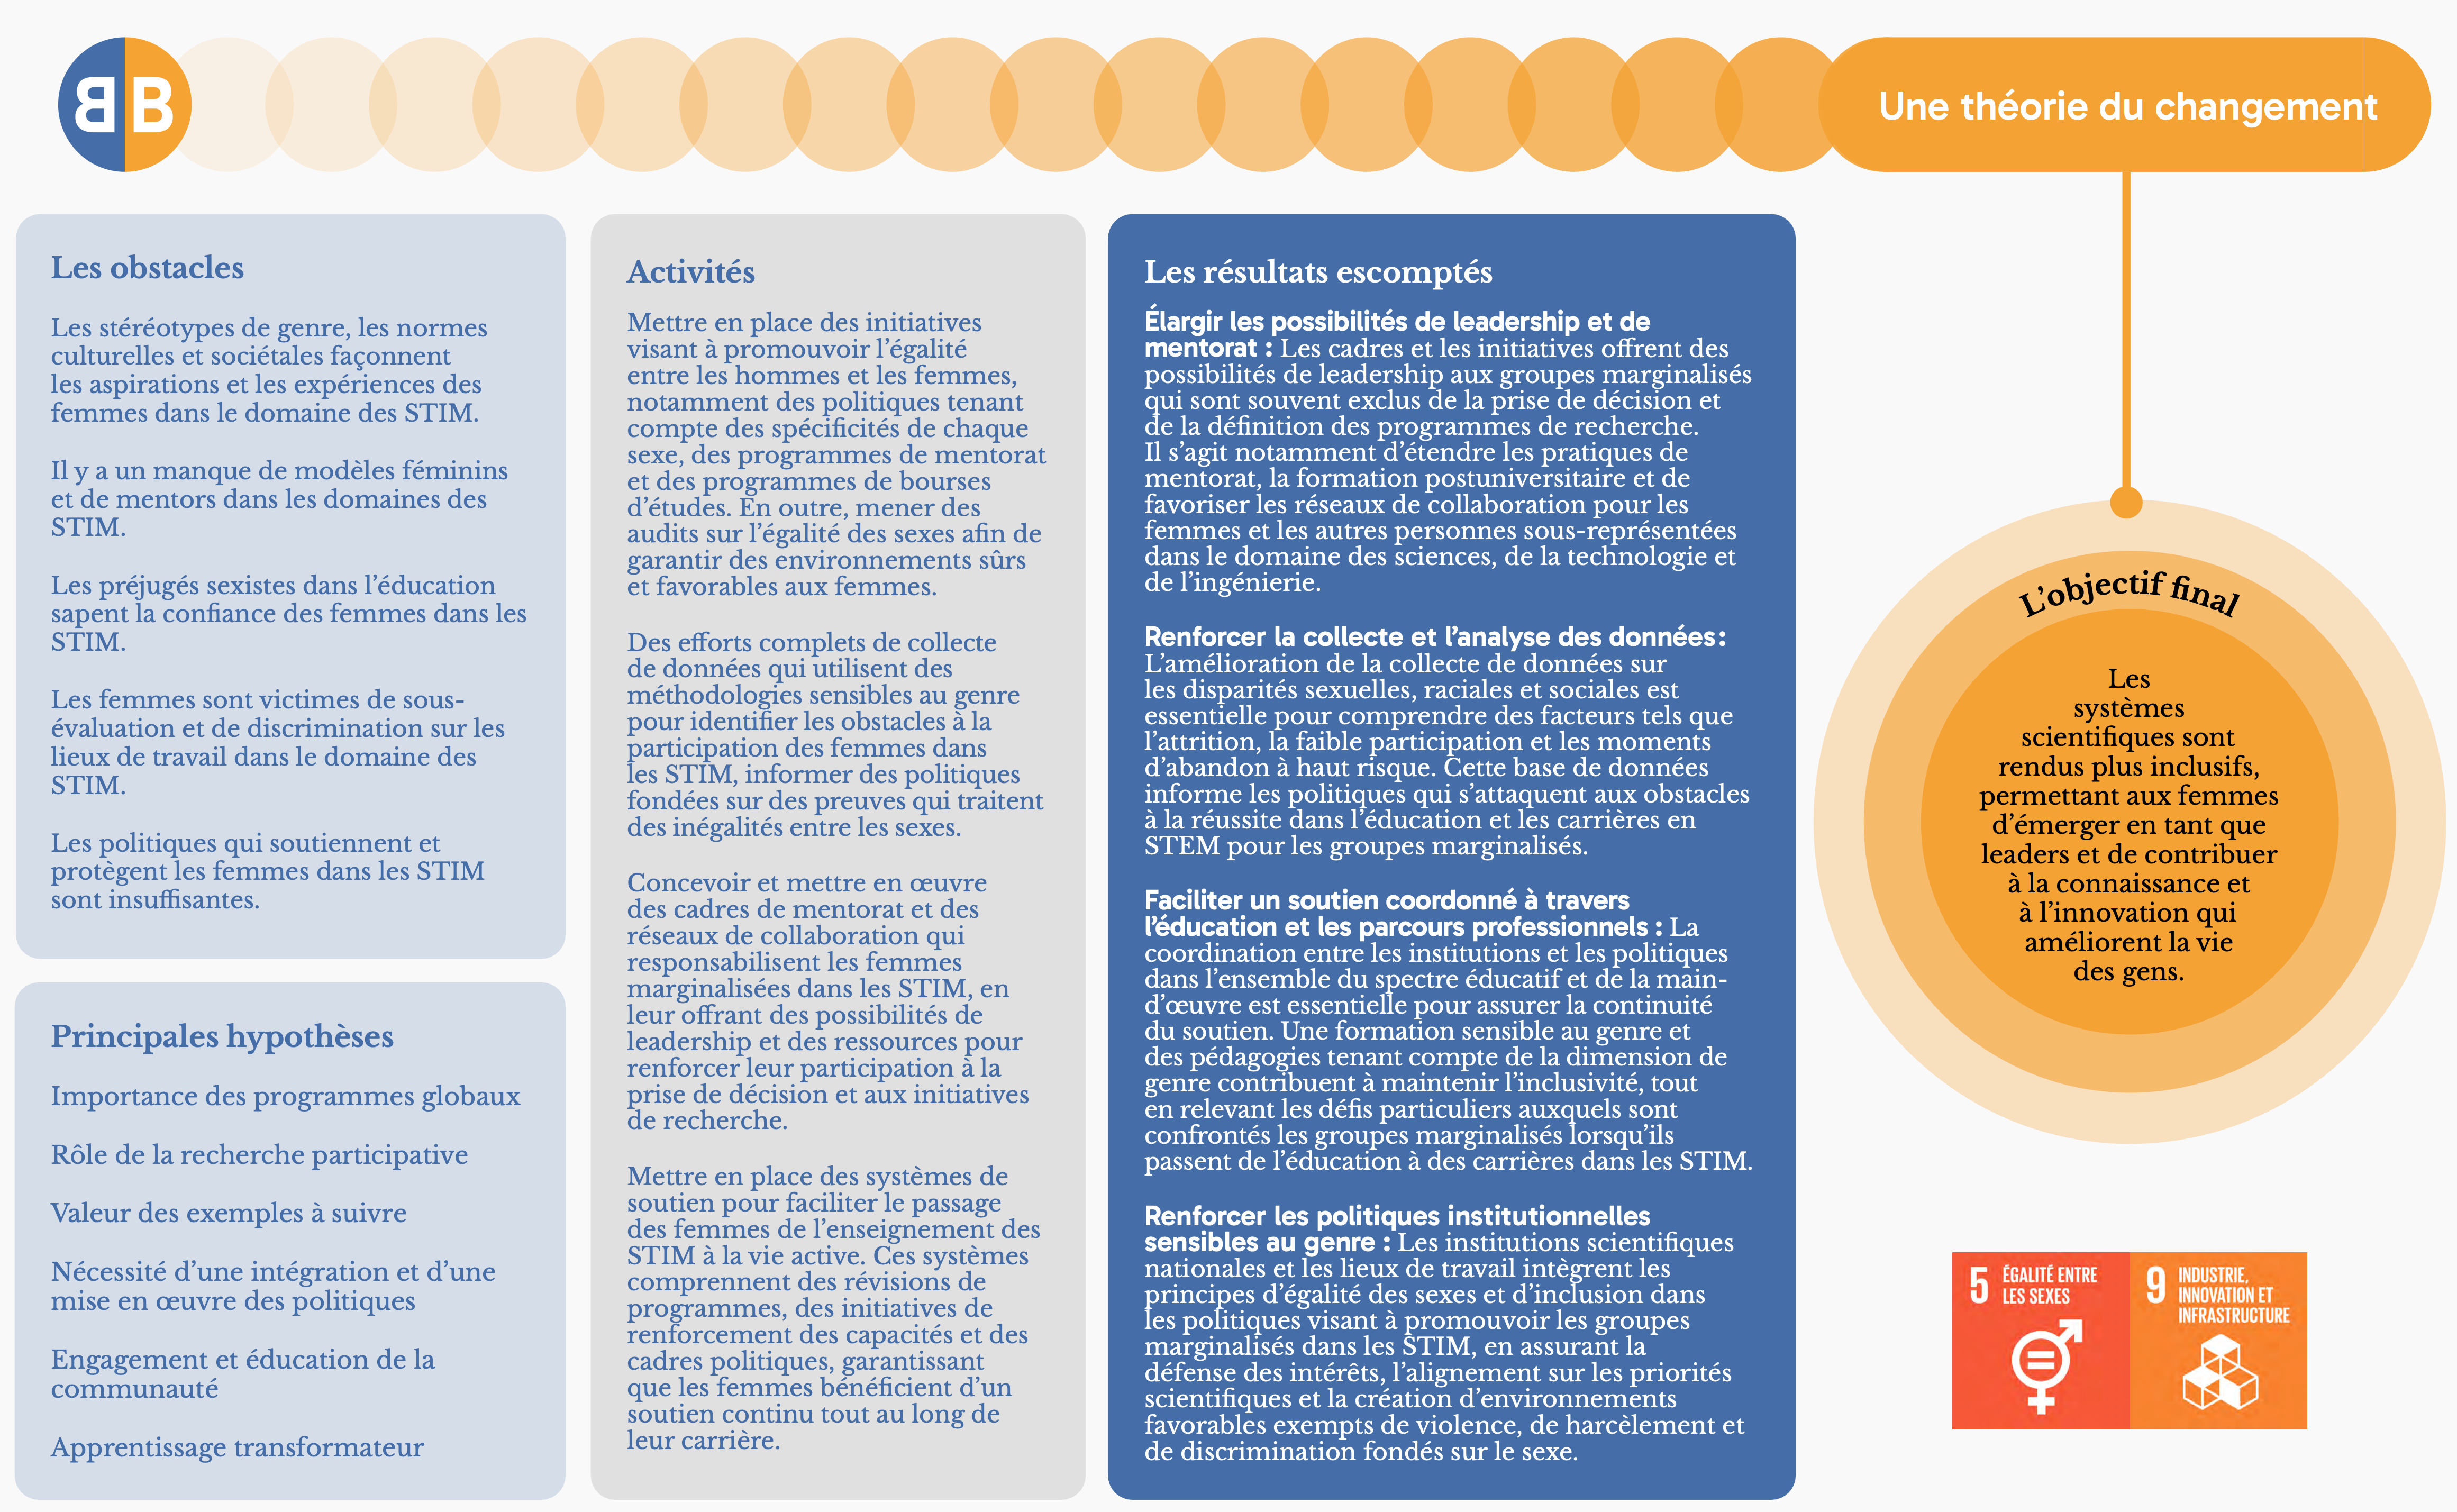 BB
Une théorie du changement
Les obstacles
Les stéréotypes de genre, les normes
culturelles et sociétales façonnent
les aspirations et les expériences des
femmes dans le domaine des STIM.
Il y a un manque de modèles féminins
et de mentors dans les domaines des
STIM.
Les préjugés sexistes dans l’éducation
sapent la confiance des femmes dans les
STIM.
Les femmes sont victimes de sous-
évaluation et de discrimination sur les
lieux de travail dans le domaine des
STIM.
Les politiques qui soutiennent et
protègent les femmes dans les STIM
sont insuffisantes.
Principales hypothèses
Importance des programmes globaux
Rôle de la recherche participative
Valeur des exemples à suivre
Nécessité d’une intégration et d’une
mise en œuvre des politiques
Engagement et éducation de la
communauté
Apprentissage transformateur
Activités
Mettre en place des initiatives
visant à promouvoir l’égalité
entre les hommes et les femmes,
notamment des politiques tenant
compte des spécificités de chaque
sexe, des programmes de mentorat
et des programmes de bourses
d’études. En outre, mener des
audits sur l’égalité des sexes afin de
garantir des environnements sûrs
et favorables aux femmes.
Des efforts complets de collecte
de données qui utilisent des
méthodologies sensibles au genre
pour identifier les obstacles à la
participation des femmes dans
les STIM, informer des politiques
fondées sur des preuves qui traitent
des inégalités entre les sexes.
Concevoir et mettre en œuvre
des cadres de mentorat et des
réseaux de collaboration qui
responsabilisent les femmes
marginalisées dans les STIM, en
leur offrant des possibilités de
leadership et des ressources pour
renforcer leur participation à la
prise de décision et aux initiatives
de recherche.
Mettre en place des systèmes de
soutien pour faciliter le passage
des femmes de l’enseignement des
STIM à la vie active. Ces systèmes
comprennent des révisions de
programmes, des initiatives de
renforcement des capacités et des
cadres politiques, garantissant
que les femmes bénéficient d’un
soutien continu tout au long de
leur carrière.
Les résultats escomptés
Élargir les possibilités de leadership et de
mentorat : Les cadres et les initiatives offrent des
possibilités de leadership aux groupes marginalisés
qui sont souvent exclus de la prise de décision et
de la définition des programmes de recherche.
Il s’agit notamment d’étendre les pratiques de
mentorat, la formation postuniversitaire et de
favoriser les réseaux de collaboration pour les
femmes et les autres personnes sous-représentées
dans le domaine des sciences, de la technologie et
de l’ingénierie.
Renforcer la collecte et l’analyse des données :
L’amélioration de la collecte de données sur
les disparités sexuelles, raciales et sociales est
essentielle pour comprendre des facteurs tels que
l’attrition, la faible participation et les moments
d’abandon à haut risque. Cette base de données
informe les politiques qui s’attaquent aux obstacles
à la réussite dans l’éducation et les carrières en
STEM pour les groupes marginalisés.
Faciliter un soutien coordonné à travers
l’éducation et les parcours professionnels : La
coordination entre les institutions et les politiques
dans l’ensemble du spectre éducatif et de la main-
d’œuvre est essentielle pour assurer la continuité
du soutien. Une formation sensible au genre et
des pédagogies tenant compte de la dimension de
genre contribuent à maintenir l’inclusivité, tout
en relevant les défis particuliers auxquels sont
confrontés les groupes marginalisés lorsqu’ils
passent de l’éducation à des carrières dans les STIM.
Renforcer les politiques institutionnelles
sensibles au genre : Les institutions scientifiques
nationales et les lieux de travail intègrent les
principes d’égalité des sexes et d’inclusion dans
les politiques visant à promouvoir les groupes
marginalisés dans les STIM, en assurant la
défense des intérêts, l’alignement sur les priorités
scientifiques et la création d’environnements
favorables exempts de violence, de harcèlement et
de discrimination fondés sur le sexe.
L’objectif final
Les
systèmes
scientifiques sont
rendus plus inclusifs,
permettant aux femmes
d’émerger en tant que
leaders et de contribuer
à la connaissance et
à l’innovation qui
améliorent la vie
des gens.
5 ÉGALITÉ ENTRE
LES SEXES
9 INDUSTRIE,
INNOVATION ET
INFRASTRUCTURE